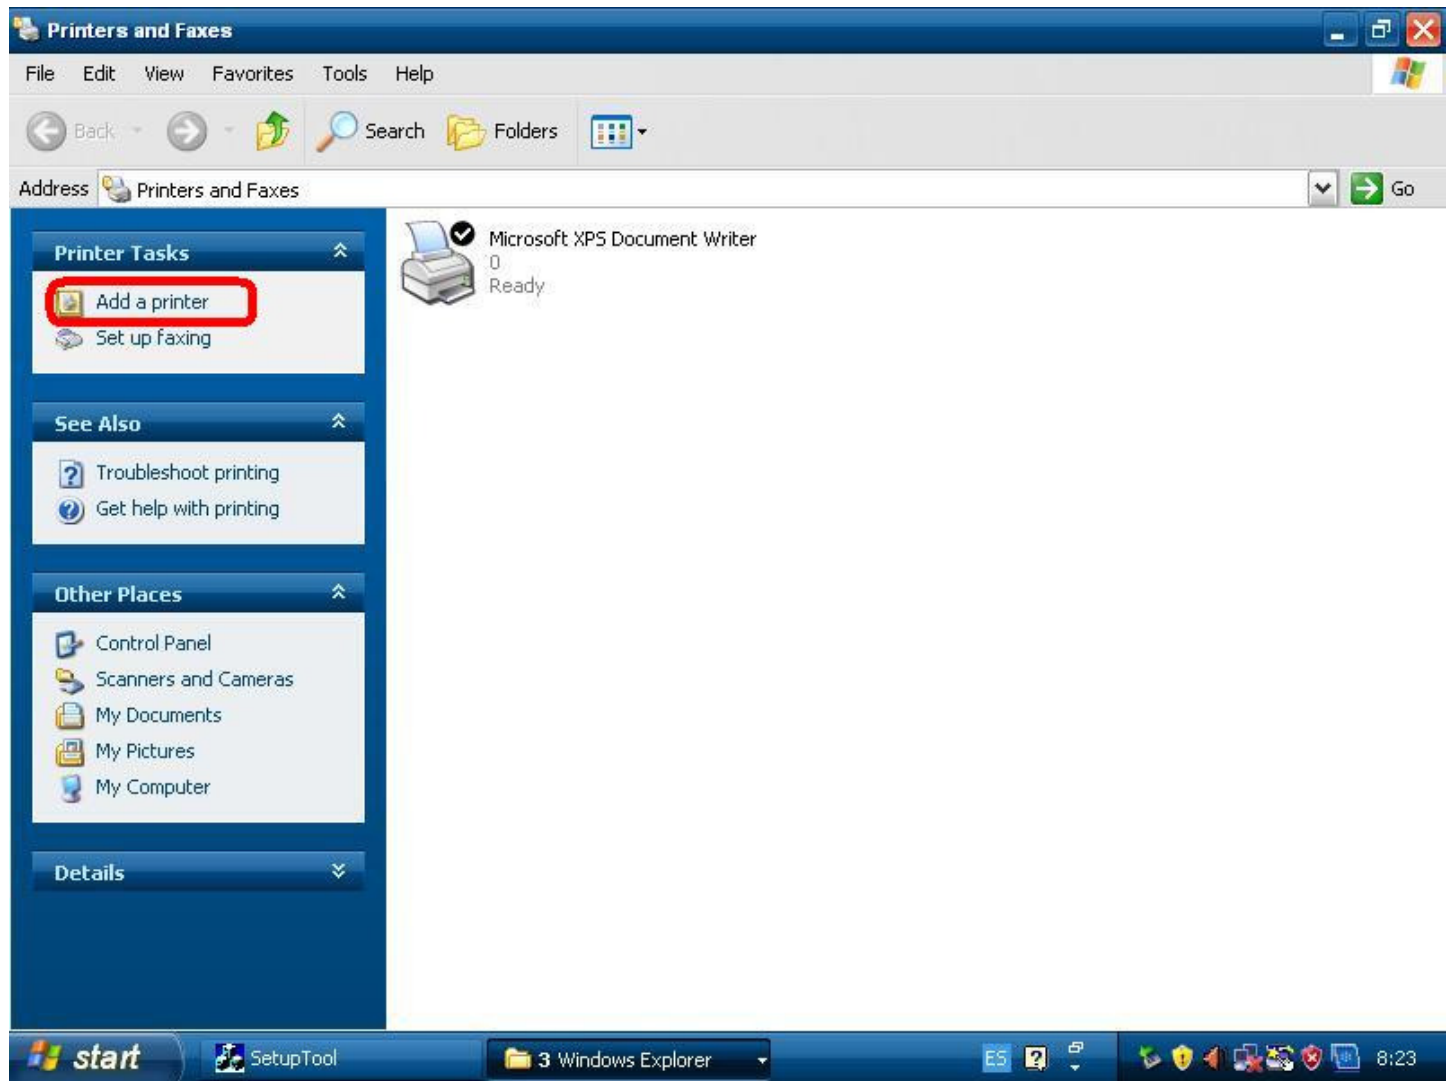 Printers and Faxes
File Edit View Favorites Tools Help
Back Search Folders
Address Printers and Faxes Go
Printer Tasks
Add a printer
Set up faxing
See Also
Troubleshoot printing
Get help with printing
Other Places
Control Panel
Scanners and Cameras
My Documents
My Pictures
My Computer
Details
Microsoft XPS Document Writer
0
Ready
start SetupTool 3 Windows Explorer ES 8:23